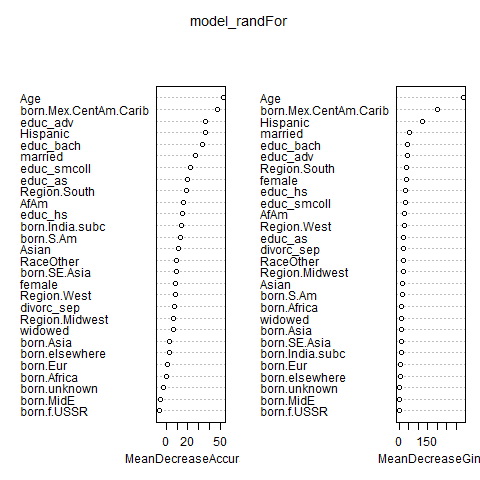 model_randFor
Age
born.Mex.CentAm.Carib
educ_adv
Hispanic
educ_bach
married
educ_smcoll
educ_as
Region.South
AfAm
educ_hs
born.India.subc
born.S.Am
Asian
RaceOther
born.SE.Asia
female
Region.West
divorc_sep
Region.Midwest
widowed
born.Asia
born.elsewhere
born.Eur
born.Africa
born.unknown
born.MidE
born.f.USSR
0 20 50
MeanDecreaseAccur
Age
born.Mex.CentAm.Carib
Hispanic
married
educ_bach
educ_adv
Region.South
female
educ_hs
educ_smcoll
AfAm
Region.West
educ_as
divorc_sep
RaceOther
Region.Midwest
Asian
born.S.Am
born.Africa
widowed
born.Asia
born.SE.Asia
born.India.subc
born.Eur
born.elsewhere
born.unknown
born.MidE
born.f.USSR
0 150
MeanDecreaseGin